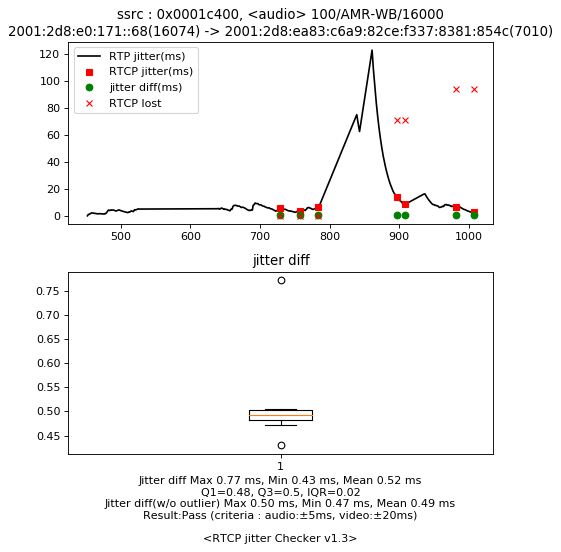 ssrc : 0x0001c400, <audio> 100/AMR-WB/16000
2001:2d8:e0:171::68(16074) -> 2001:2d8:ea83:c6a9:82ce:f337:8381:854c(7010)
120
100
80
60
40
20
0
RTP jitter(ms)
RTCP jitter(ms)
jitter diff(ms)
RTCP lost
500 600 700 800 900 1000
jitter diff
0.75
0.70
0.65
0.60
0.55
0.50
0.45
1
Jitter diff Max 0.77 ms, Min 0.43 ms, Mean 0.52 ms
Q1=0.48, Q3=0.5, IQR=0.02
Jitter diff(w/o outlier) Max 0.50 ms, Min 0.47 ms, Mean 0.49 ms
Result:Pass (criteria : audio:±5ms, video:±20ms)
<RTCP jitter Checker v1.3>